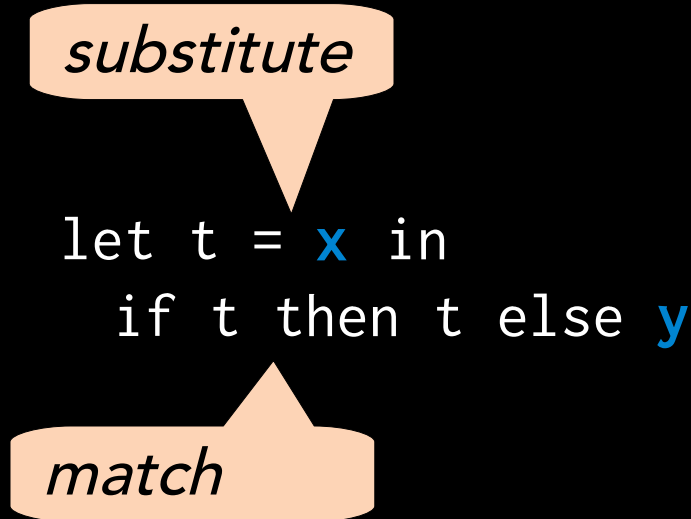 substitute
let t = x in
if t then t else y
match